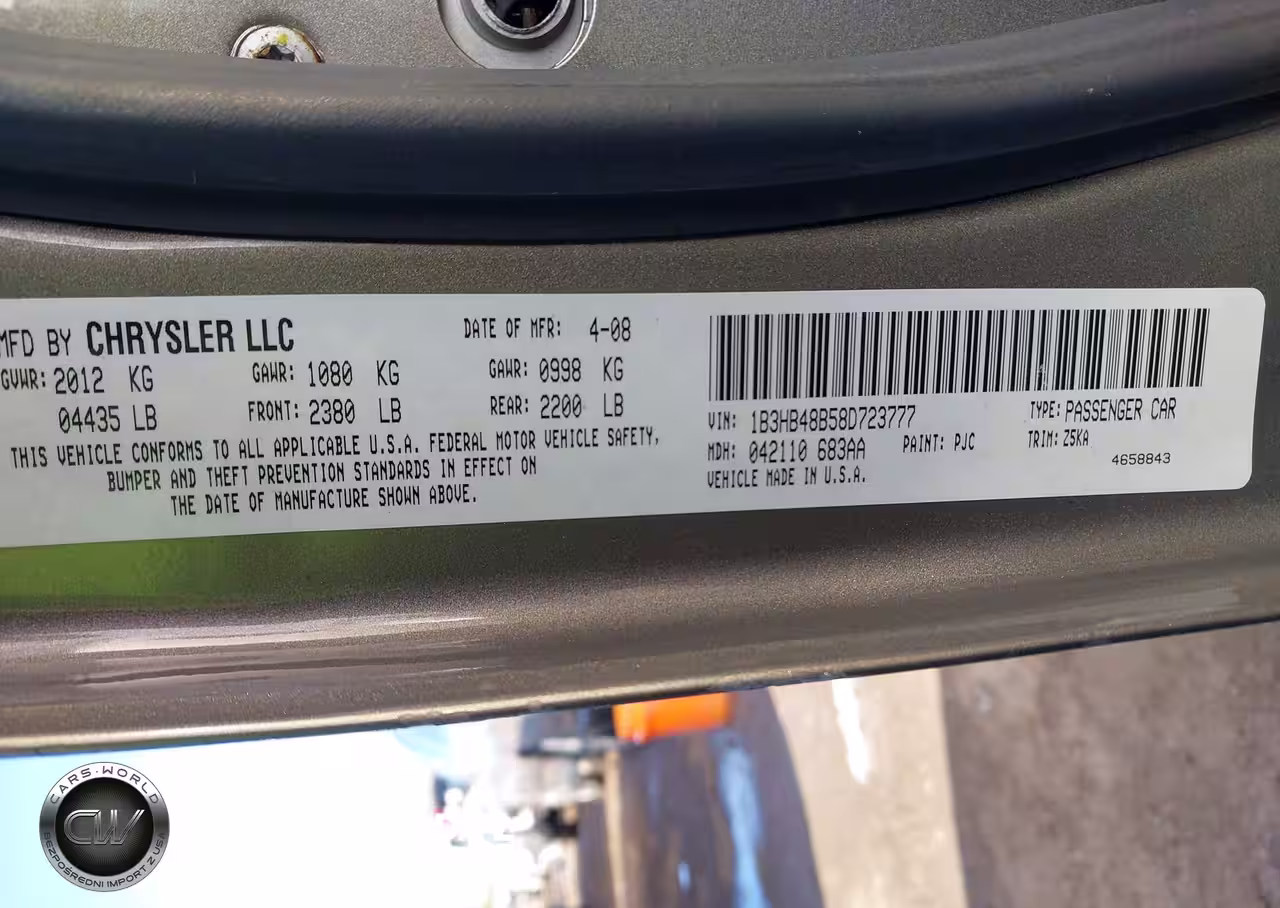 MFD BY CHRYSLER LLC
DATE OF MFR: 4-08
GVWR: 2012 KG
GAWR: 1080 KG
GAWR: 0998 KG
04435 LB
FRONT: 2380 LB
REAR: 2200 LB
THIS VEHICLE CONFORMS TO ALL APPLICABLE U.S.A. FEDERAL MOTOR VEHICLE SAFETY,
BUMPER AND THEFT PREVENTION STANDARDS IN EFFECT ON
THE DATE OF MANUFACTURE SHOWN ABOVE.
VIN: 1B3HB48B58D723777
TYPE: PASSENGER CAR
MDH: 042110 683AA
PAINT: PJC
TRIM: Z5KA
VEHICLE MADE IN U.S.A.
4658843
CARS-WORLD
CW
BEZPOŚREDNI IMPORT Z USA